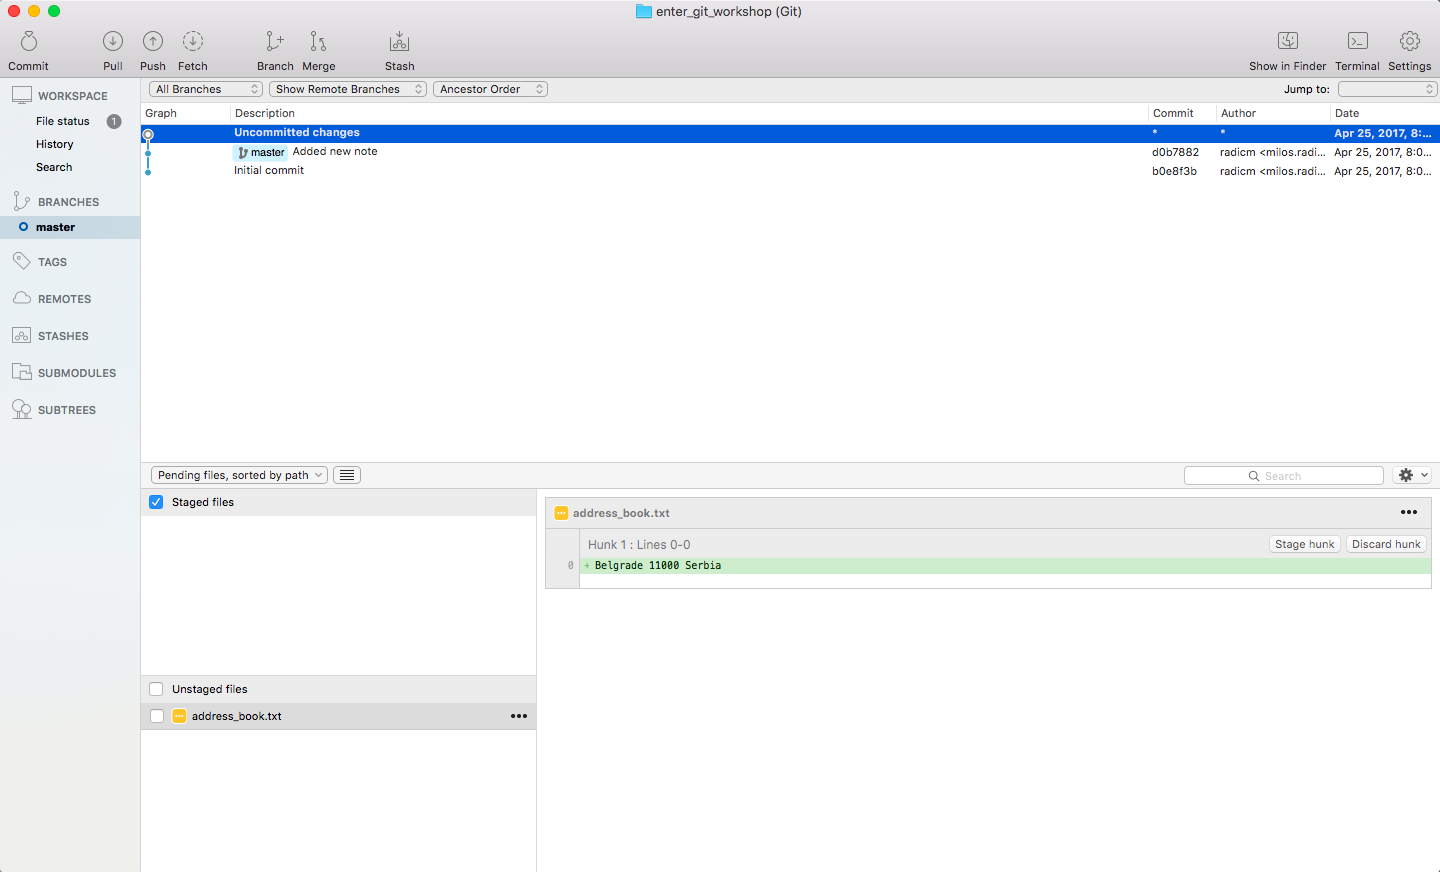 enter_git_workshop (Git)
Commit Pull Push Fetch Branch Merge Stash Show in Finder Terminal Settings
WORKSPACE
File status 1
History
Search
BRANCHES
master
TAGS
REMOTES
STASHES
SUBMODULES
SUBTREES
All Branches Show Remote Branches Ancestor Order Jump to:
Graph Description Commit Author Date
Uncommitted changes * * Apr 25, 2017, 8:...
master Added new note d0b7882 radicm <milos.radi... Apr 25, 2017, 8:0...
Initial commit b0e8f3b radicm <milos.radi... Apr 25, 2017, 8:0...
Pending files, sorted by path Search
Staged files
Unstaged files
address_book.txt
address_book.txt
Hunk 1 : Lines 0-0 Stage hunk Discard hunk
0 + Belgrade 11000 Serbia